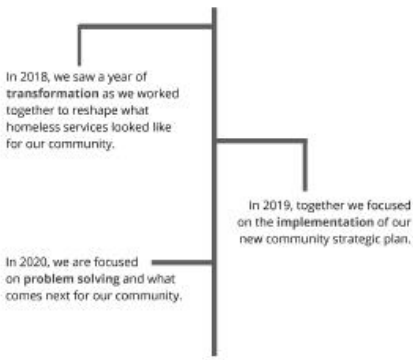 In 2018, we saw a year of
transformation as we worked
together to reshape what
homeless services looked like
for our community.
In 2019, together we focused
on the implementation of our
new community strategic plan.
In 2020, we are focused
on problem solving and what
comes next for our community.